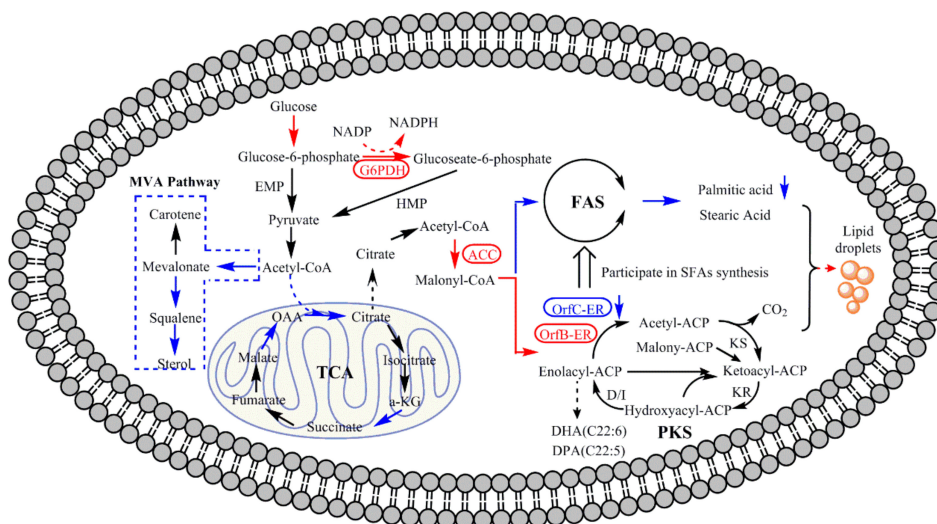 Glucose
NADP
NADPH
Glucose-6-phosphate
G6PDH
Glucoseate-6-phosphate
EMP
HMP
MVA Pathway
Carotene
Pyruvate
Mevalonate
Acetyl-CoA
Squalene
Sterol
Citrate
Acetyl-CoA
ACC
Malonyl-CoA
OAA
Citrate
Malate
TCA
Isocitrate
Fumarate
a-KG
Succinate
FAS
Palmitic acid
Stearic Acid
Participate in SFAs synthesis
Lipid
droplets
OrfC-ER
OrfB-ER
Acetyl-ACP
CO2
Malony-ACP
KS
Enolacyl-ACP
Ketoacyl-ACP
D/I
KR
Hydroxyacyl-ACP
PKS
DHA(C22:6)
DPA(C22:5)